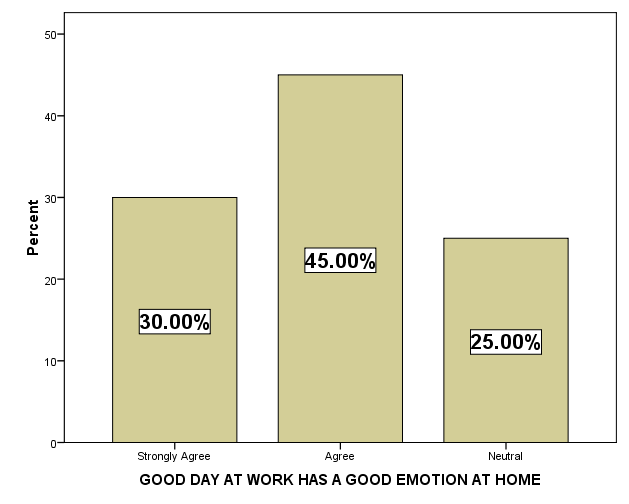 50
40
30
20
10
0
Percent
30.00%
45.00%
25.00%
Strongly Agree
Agree
Neutral
GOOD DAY AT WORK HAS A GOOD EMOTION AT HOME